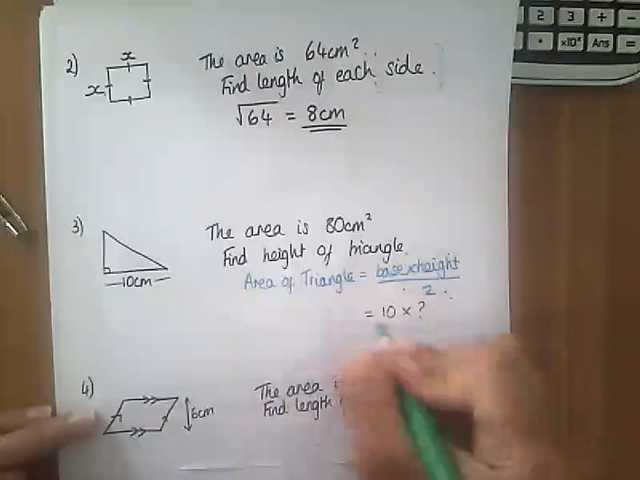 2 3 + −
· ×10ˣ Ans =
2) x x The area is 64cm².
Find length of each side.
√64 = 8cm
3) The area is 80cm²
Find height of triangle.
10cm
Area of Triangle = base × height
2
= 10 × ?
4) 6cm The area
Find length